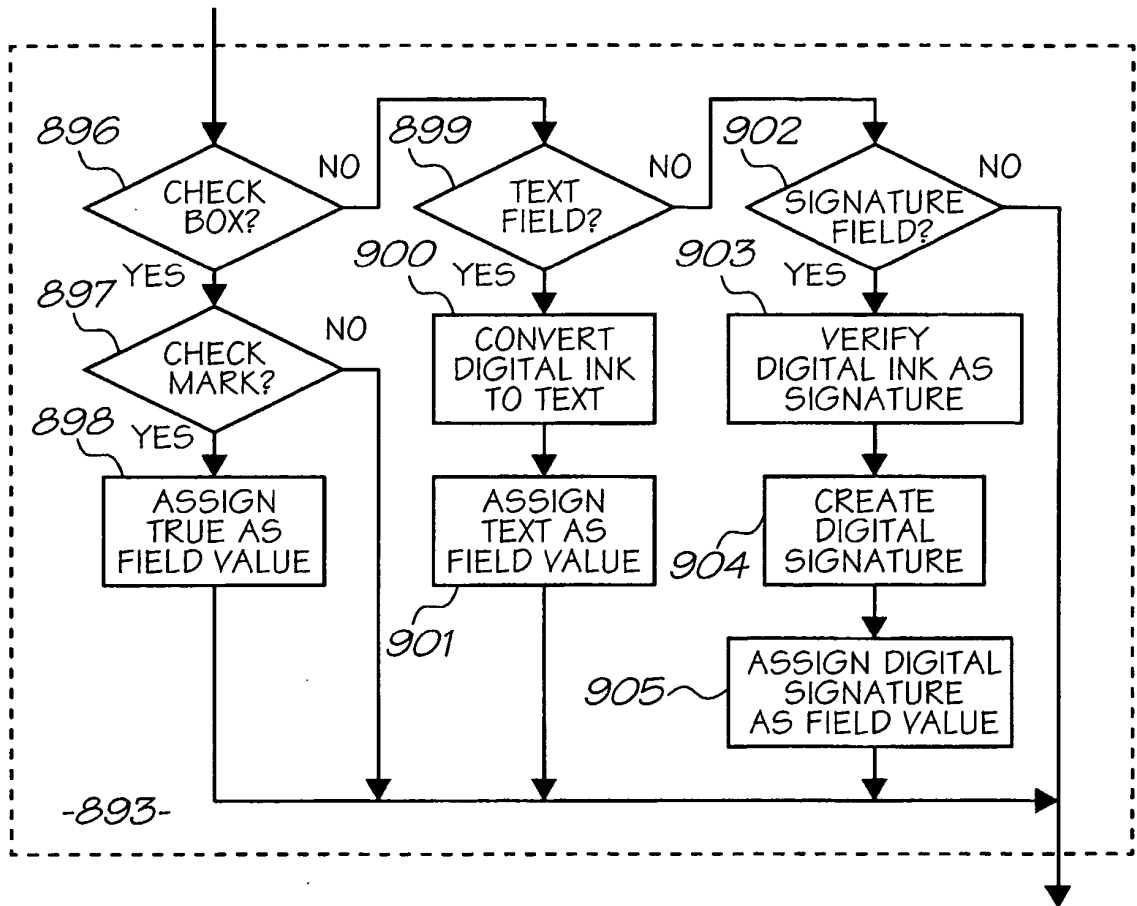 896
CHECK
BOX?
NO
YES
897
CHECK
MARK?
NO
YES
898
ASSIGN
TRUE AS
FIELD VALUE
899
TEXT
FIELD?
NO
YES
900
CONVERT
DIGITAL INK
TO TEXT
ASSIGN
TEXT AS
FIELD VALUE
901
902
SIGNATURE
FIELD?
NO
YES
903
VERIFY
DIGITAL INK AS
SIGNATURE
CREATE
DIGITAL
SIGNATURE
904
ASSIGN DIGITAL
SIGNATURE
AS FIELD VALUE
905
-893-